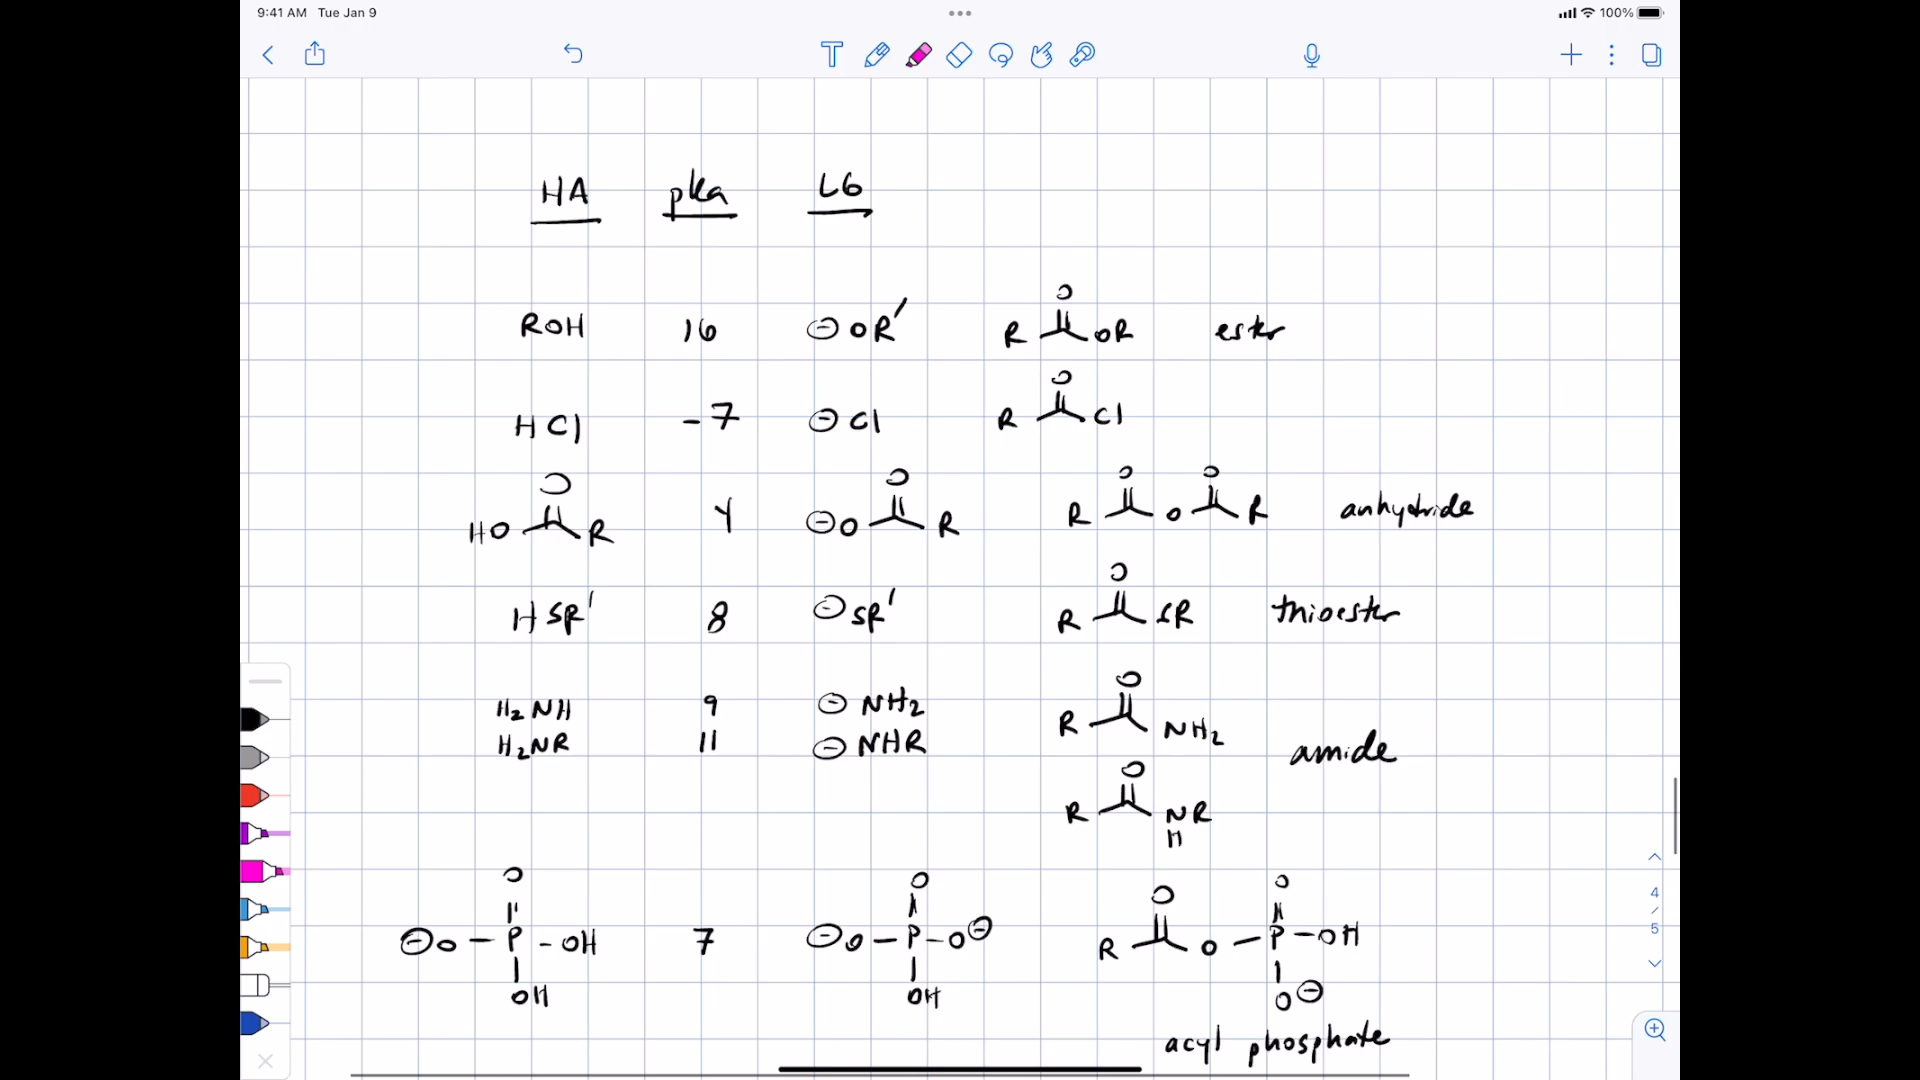 9:41 AM Tue Jan 9
100%
T
HA pka LG
ROH 16 ⊖OR' O
R OR ester
HCl -7 ⊖Cl O
R Cl
O O O O
HO R 4 ⊖O R R O R anhydride
O
HSR' 8 ⊖SR' R SR thioester
O
H2NH 9 ⊖NH2 R NH2
H2NR 11 ⊖NHR amide
O
R NR
H
O O O O
⊖O-P-OH 7 ⊖O-P-O⊖ R O-P-OH
OH OH O⊖
acyl phosphate
4
/
5